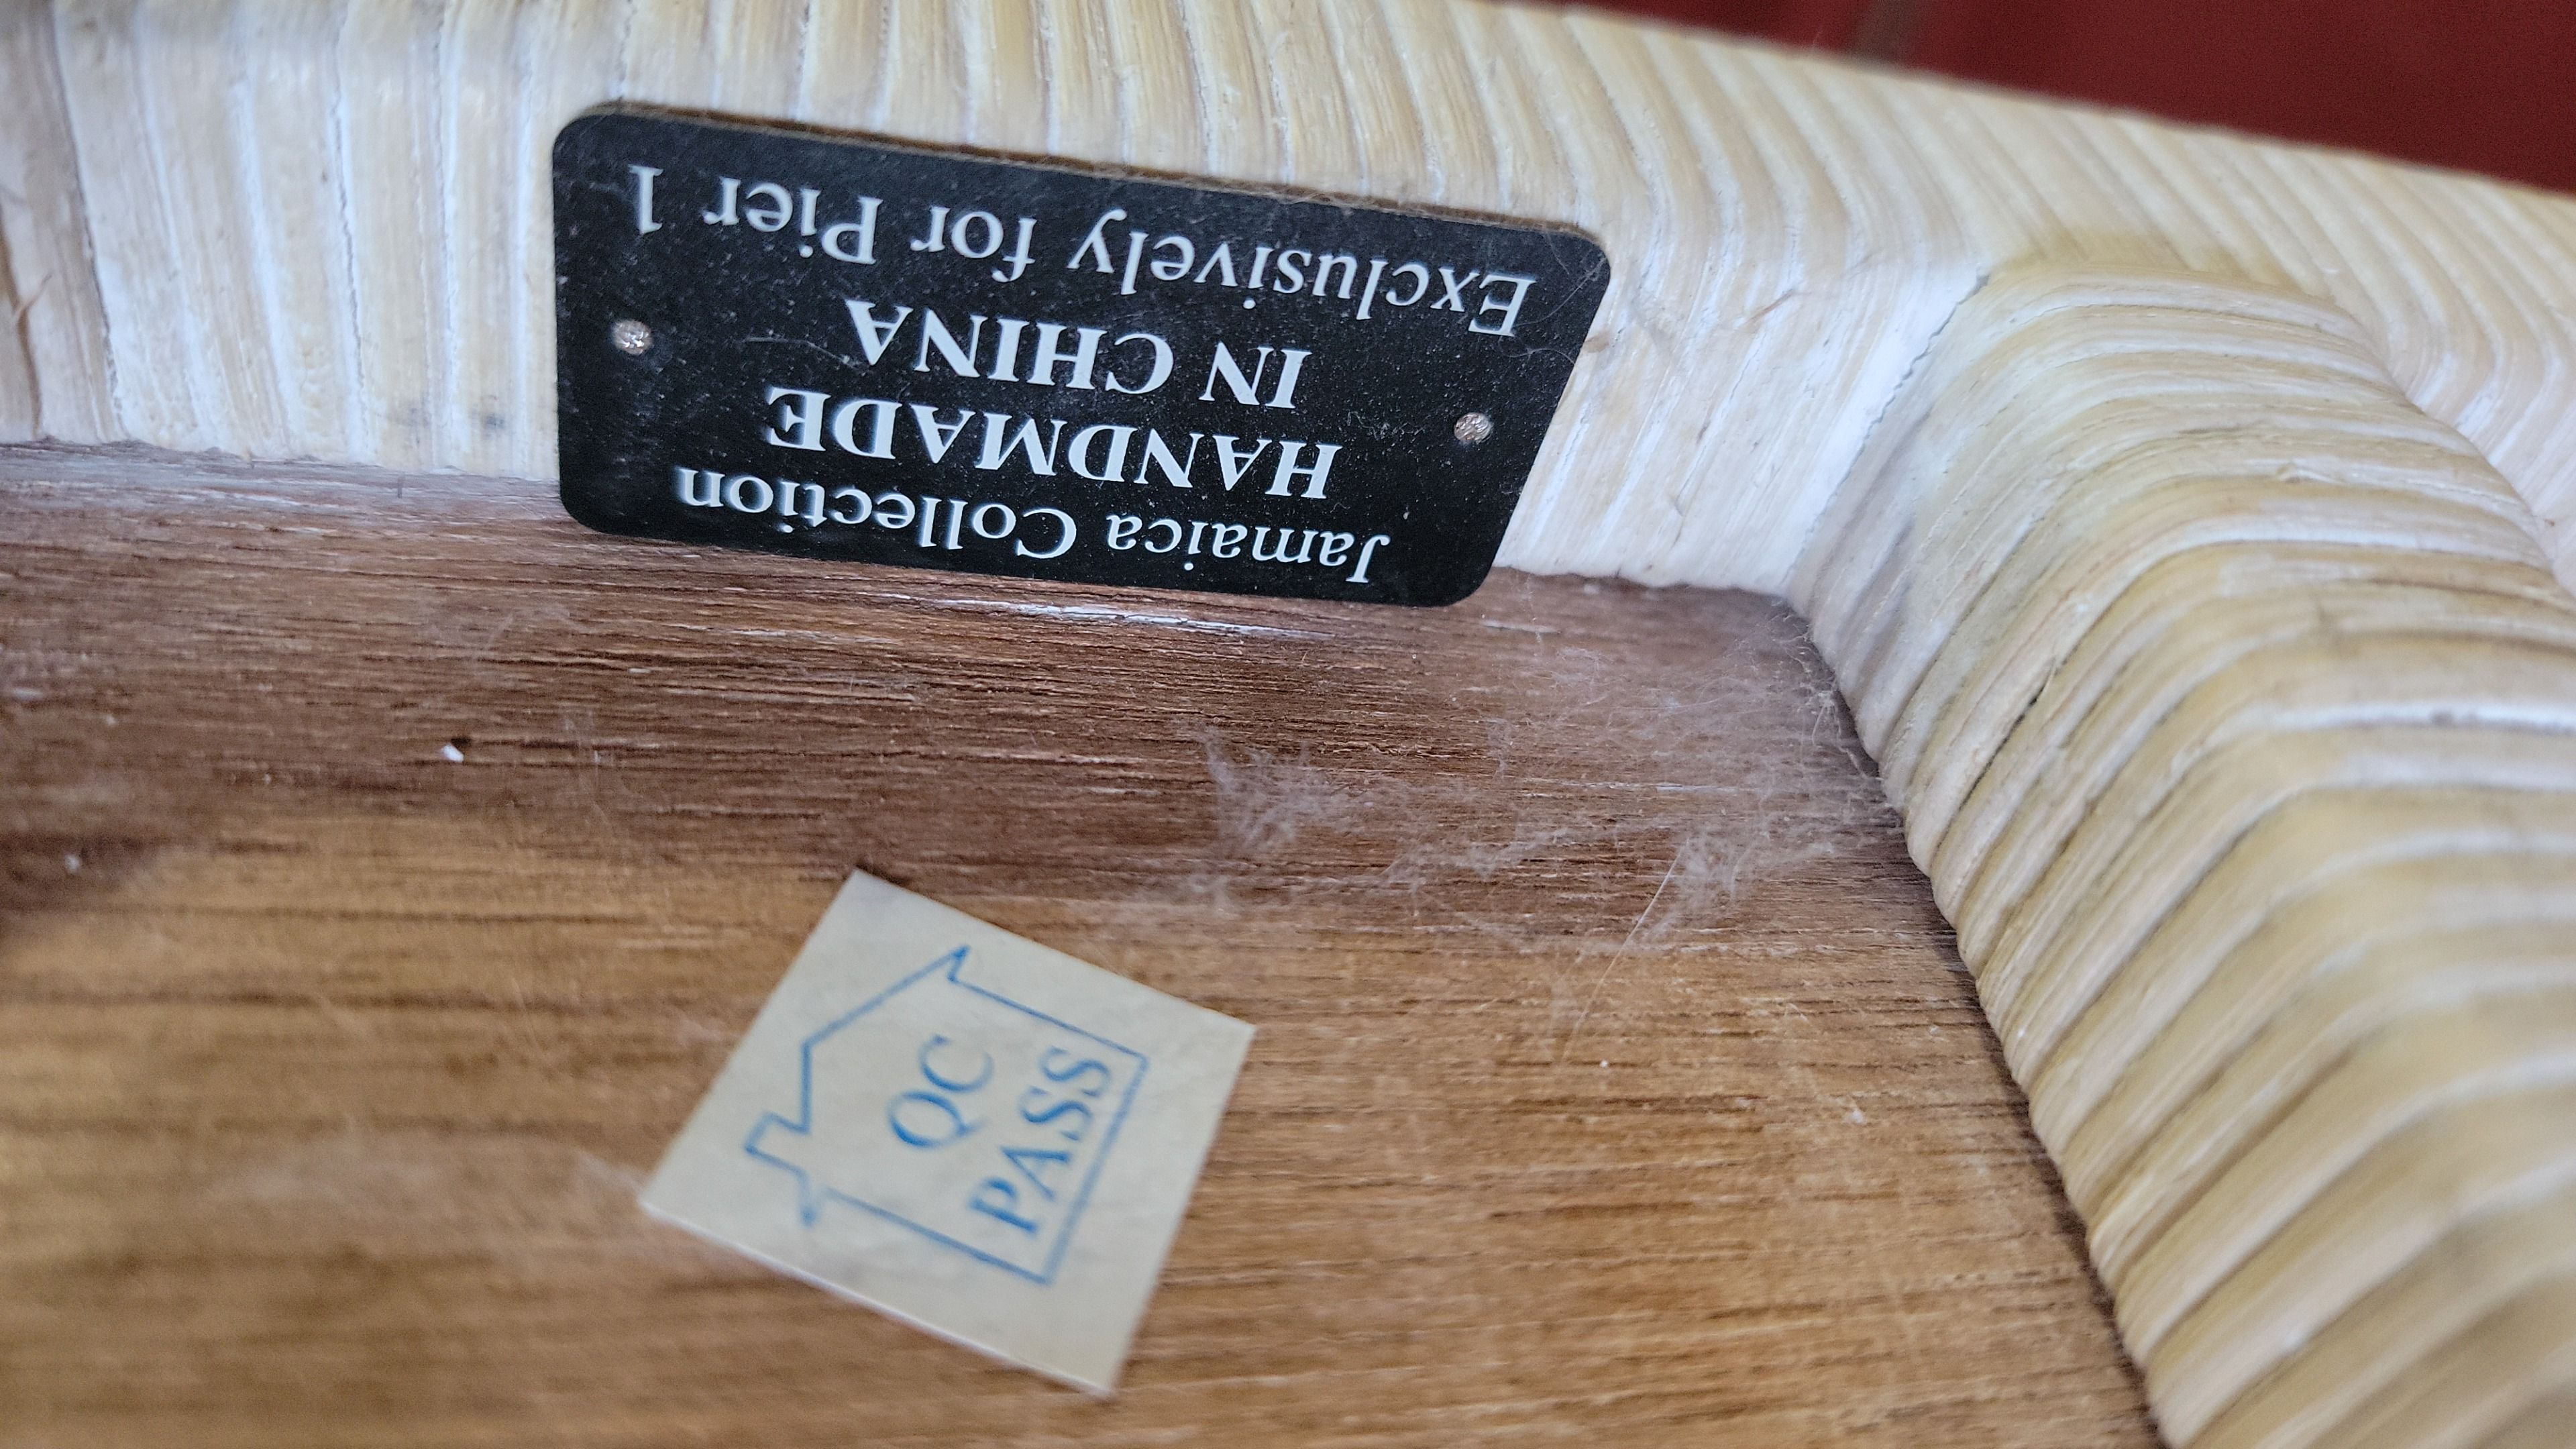 Jamaica Collection
HANDMADE
IN CHINA
Exclusively for Pier 1
QC
PASS